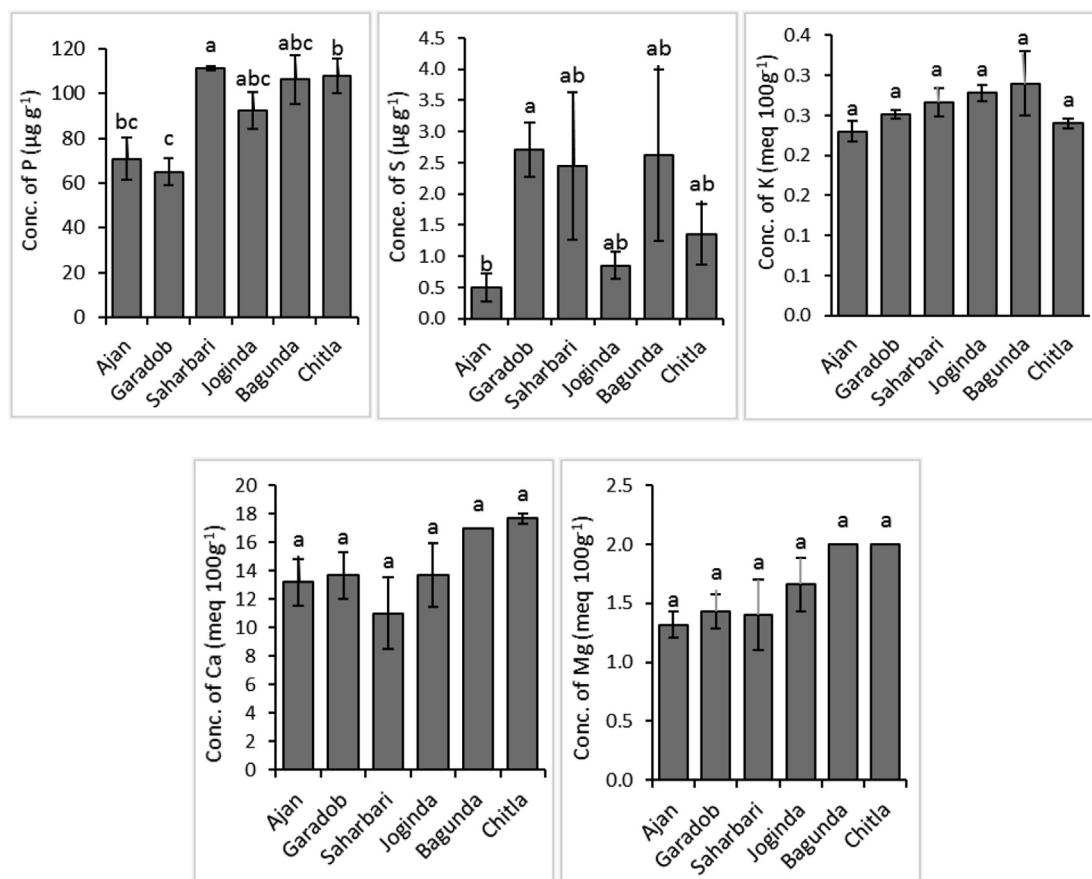 Conc. of P (µg g⁻¹)
120
100
80
60
40
20
0
bc
c
a
abc
abc
b
Ajan
Garadob
Saharbari
Joginda
Bagunda
Chitla
Conce. of S (µg g⁻¹)
4.5
4.0
3.5
3.0
2.5
2.0
1.5
1.0
0.5
0.0
b
a
ab
ab
ab
ab
Ajan
Garadob
Saharbari
Joginda
Bagunda
Chitla
Conc. of K (meq 100g⁻¹)
0.4
0.3
0.3
0.2
0.2
0.1
0.1
0.0
a
a
a
a
a
a
Ajan
Garadob
Saharbari
Joginda
Bagunda
Chitla
Conc. of Ca (meq 100g⁻¹)
20
18
16
14
12
10
8
6
4
2
0
a
a
a
a
a
a
Ajan
Garadob
Saharbari
Joginda
Bagunda
Chitla
Conc. of Mg (meq 100g⁻¹)
2.5
2.0
1.5
1.0
0.5
0.0
a
a
a
a
a
a
Ajan
Garadob
Saharbari
Joginda
Bagunda
Chitla